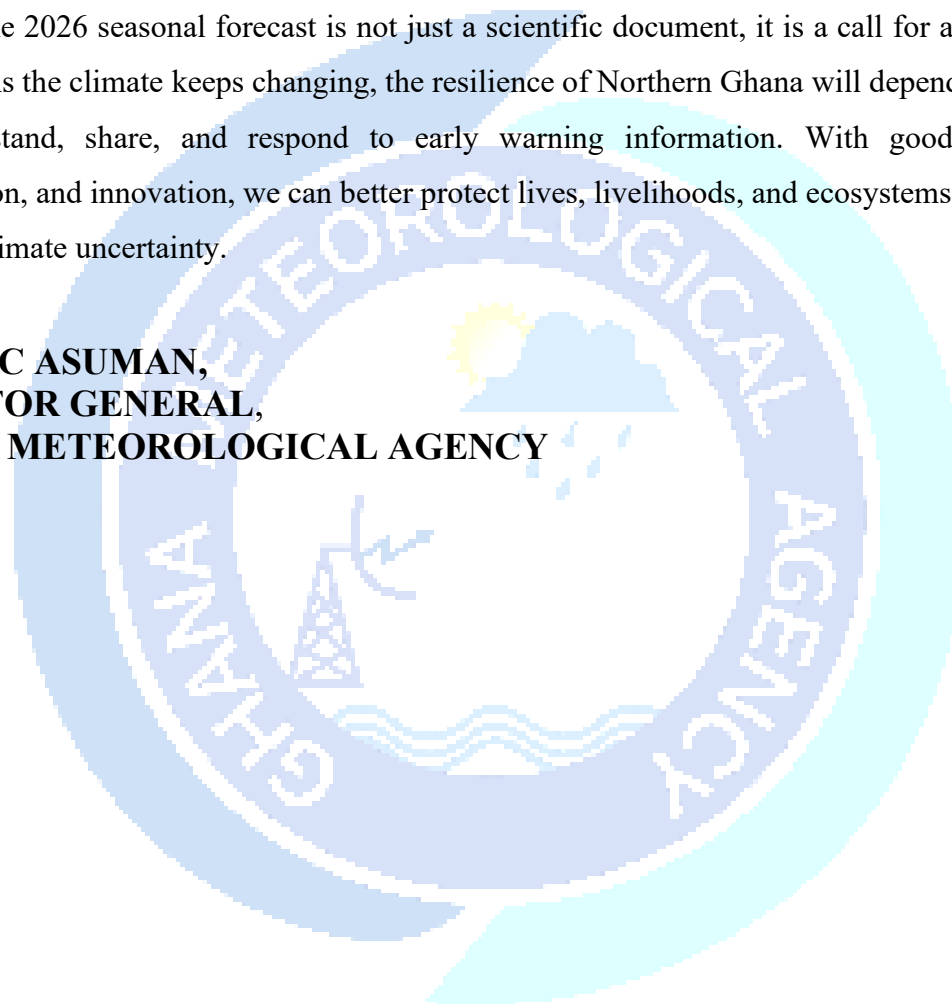 e 2026 seasonal forecast is not just a scientific document, it is a call for a
s the climate keeps changing, the resilience of Northern Ghana will depend
stand, share, and respond to early warning information. With good
on, and innovation, we can better protect lives, livelihoods, and ecosystems
imate uncertainty.
C ASUMAN,
TOR GENERAL,
METEOROLOGICAL AGENCY
GHANA METEOROLOGICAL AGENCY